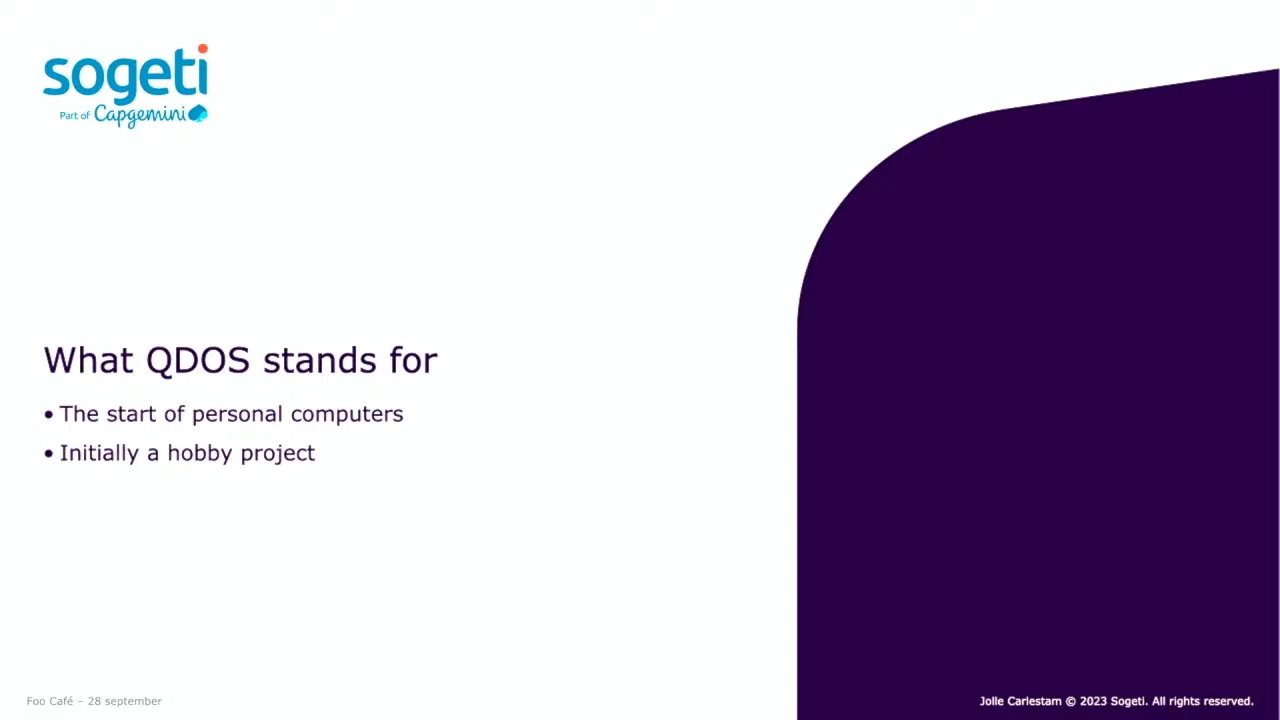 sogeti
Part of Capgemini
What QDOS stands for
• The start of personal computers
• Initially a hobby project
Foo Café – 28 september
Jolle Carlestam © 2023 Sogeti. All rights reserved.